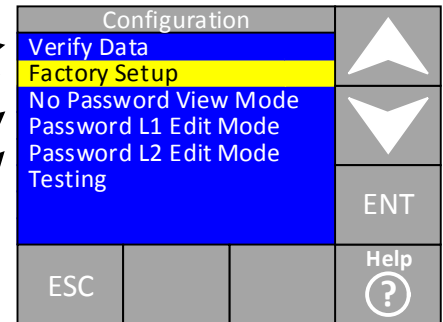 Configuration
Verify Data
Factory Setup
No Password View Mode
Password L1 Edit Mode
Password L2 Edit Mode
Testing
ENT
ESC
Help
?